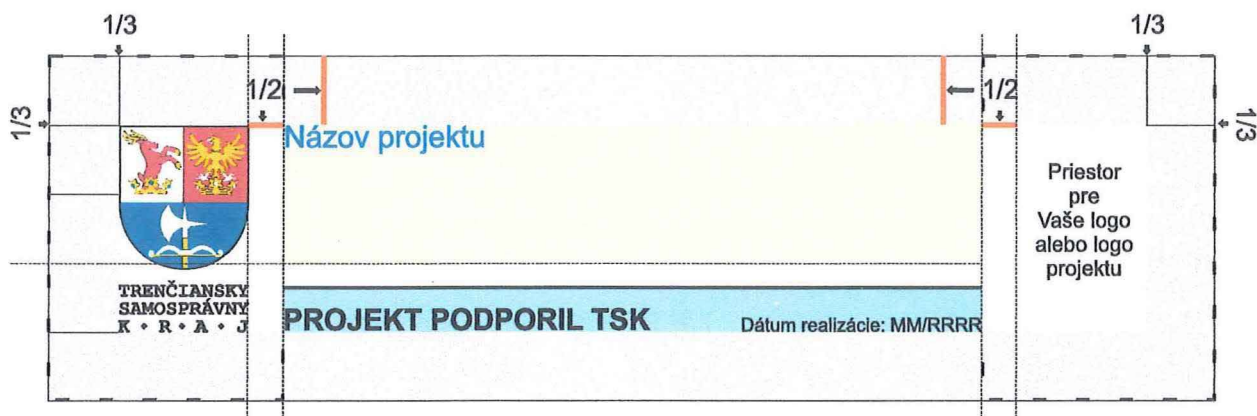 1/3
1/3
1/2
1/2
1/3
1/3
Názov projektu
Priestor
pre
Vaše logo
alebo logo
projektu
TRENČIANSKY
SAMOSPRÁVNY
K • R • A • J
PROJEKT PODPORIL TSK
Dátum realizácie: MM/RRRR